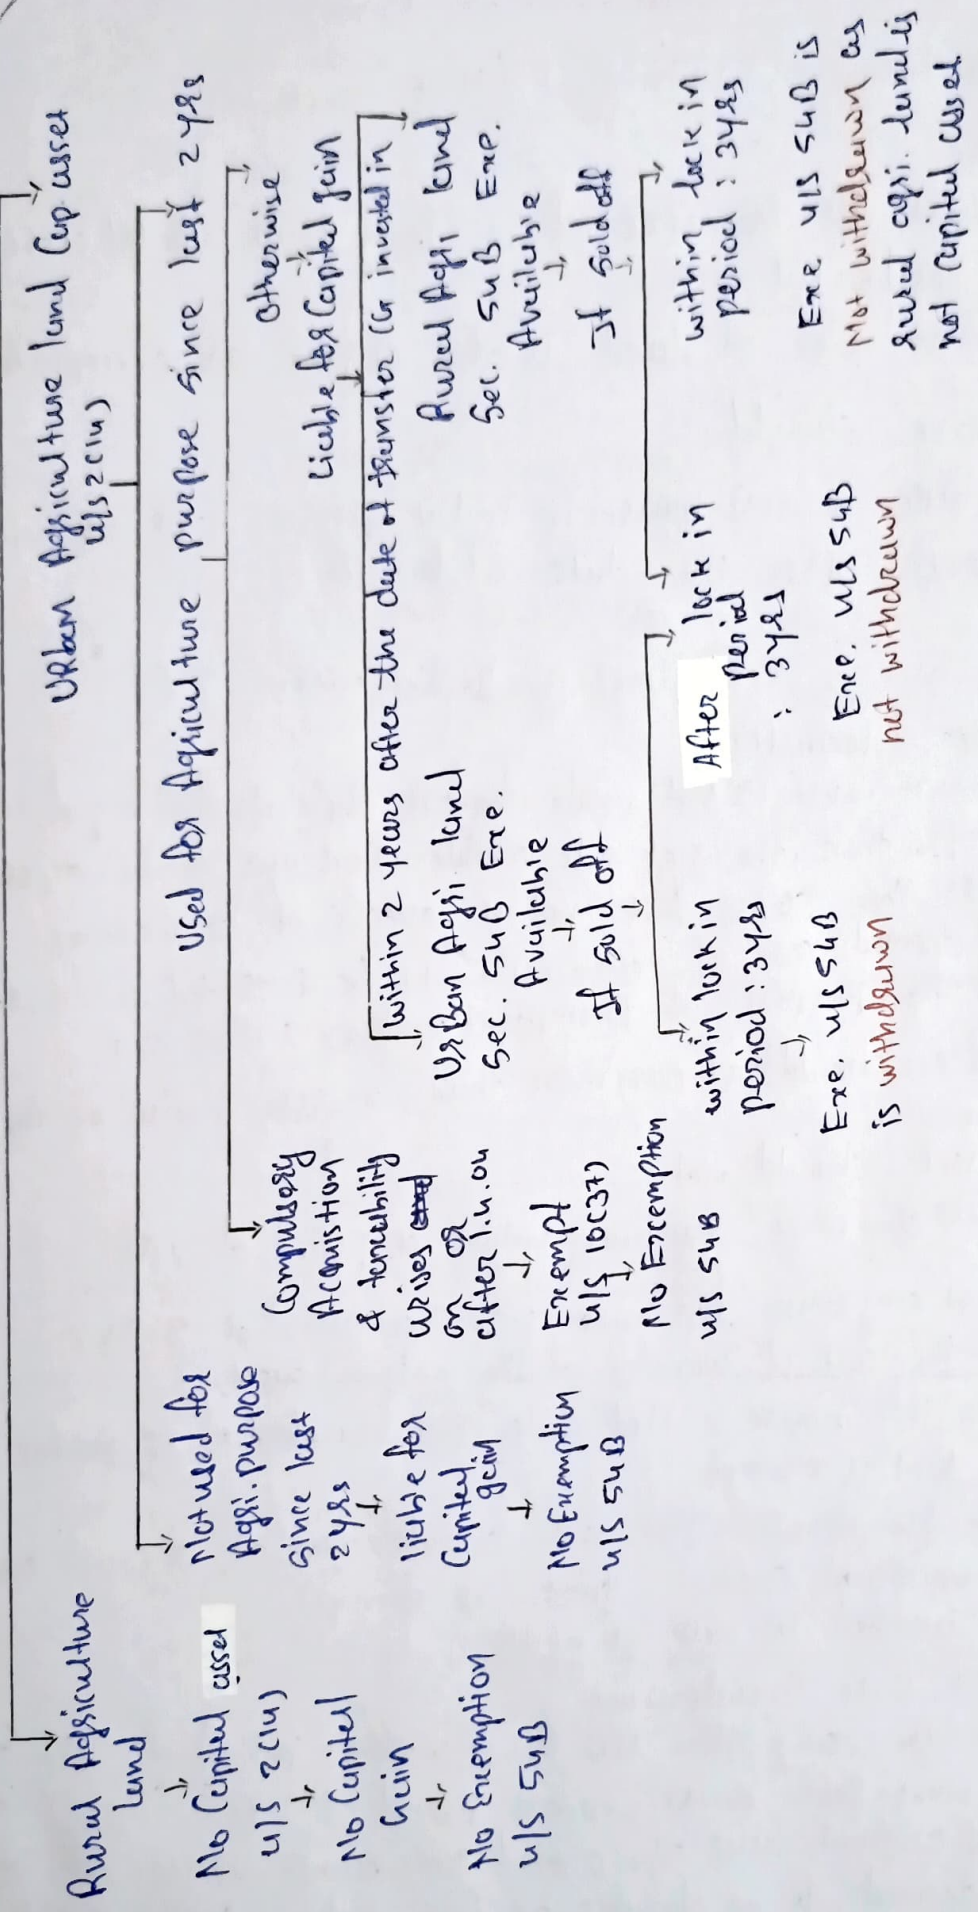 Rural Agriculture
land
No Capital asset
u/s 2(14)
No Capital
Gain
No Exemption
u/s 54B
Urban Agriculture land Cap asset
u/s 2(14)
Not used for
Agri. purpose
since last
2 yrs
liable for
Capital
gain
No Exemption
u/s 54B
Used for Agriculture purpose since last 2 yrs
Compulsory
Acquistion
& tenability
arises
on or
after 1.4.04
Exempt
u/s 10(37)
No Excemption
u/s 54B
Otherwise
Liable for Capital gain
within 2 years after the date of transfer CG invested in
Urban Agri land
Sec. 54B Exe.
Available
If sold off
within lock in
period : 3 yrs
Exe. u/s 54B
is withdrawn
After lock in
period
: 3 yrs
Exe. u/s 54B
not withdrawn
Rural Agri land
Sec. 54B Exe.
Available
If sold off
within lock in
period : 3 yrs
Exe u/s 54B is
Not withdrawn as
rural agri. land is
not capital asset